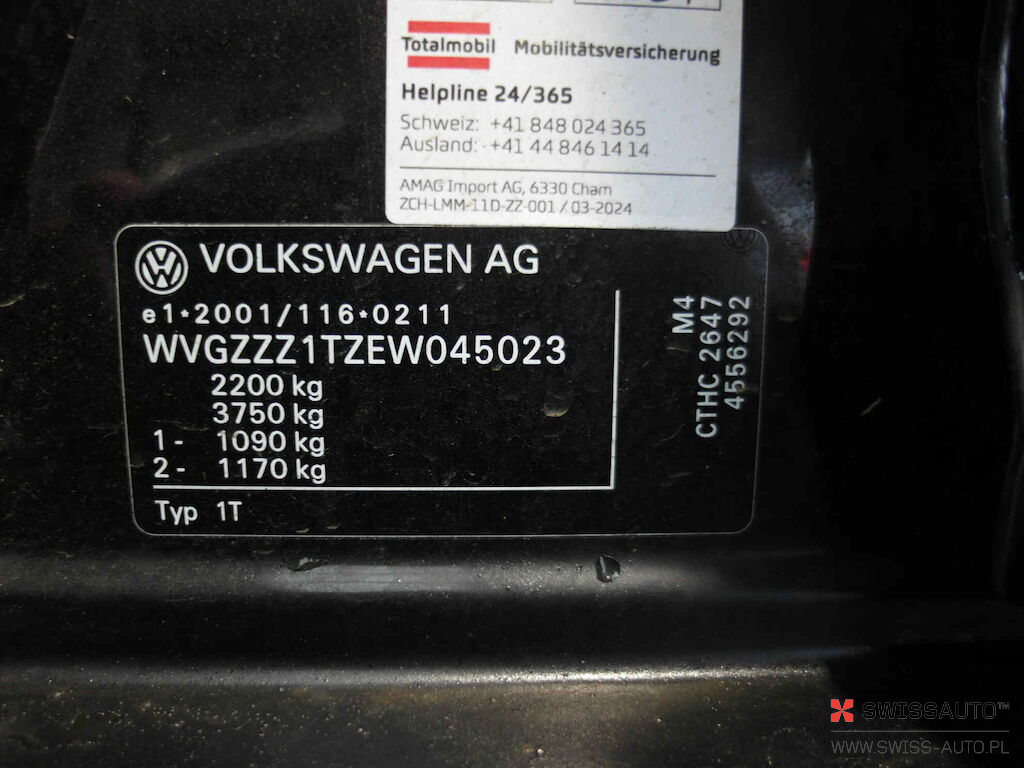 Totalmobil Mobilitätsversicherung
Helpline 24/365
Schweiz: +41 848 024 365
Ausland: +41 44 846 14 14
AMAG Import AG, 6330 Cham
ZCH-LMM-11D-ZZ-001 / 03-2024
VOLKSWAGEN AG
e1*2001/116*0211
WVGZZZ1TZEW045023
2200 kg
3750 kg
1- 1090 kg
2- 1170 kg
Typ 1T
M4
CTHC 2647
4556292
SWISSAUTO™
WWW.SWISS-AUTO.PL